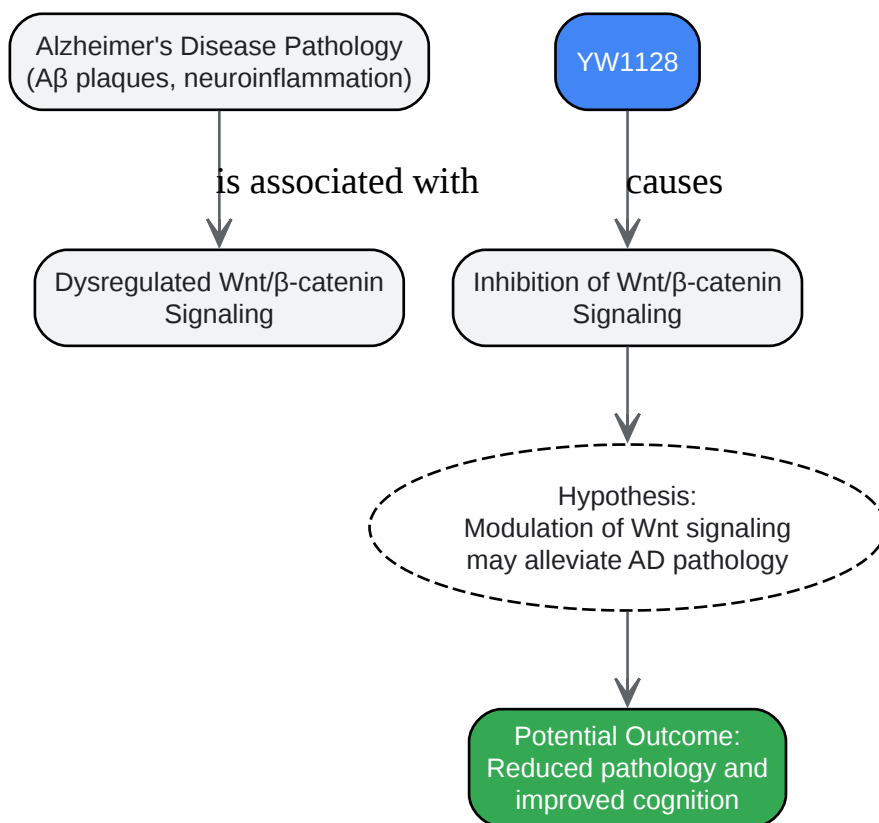 Alzheimer's Disease Pathology
(Aβ plaques, neuroinflammation)
YW1128
is associated with
causes
Dysregulated Wnt/β-catenin
Signaling
Inhibition of Wnt/β-catenin
Signaling
Hypothesis:
Modulation of Wnt signaling
may alleviate AD pathology
Potential Outcome:
Reduced pathology and
improved cognition